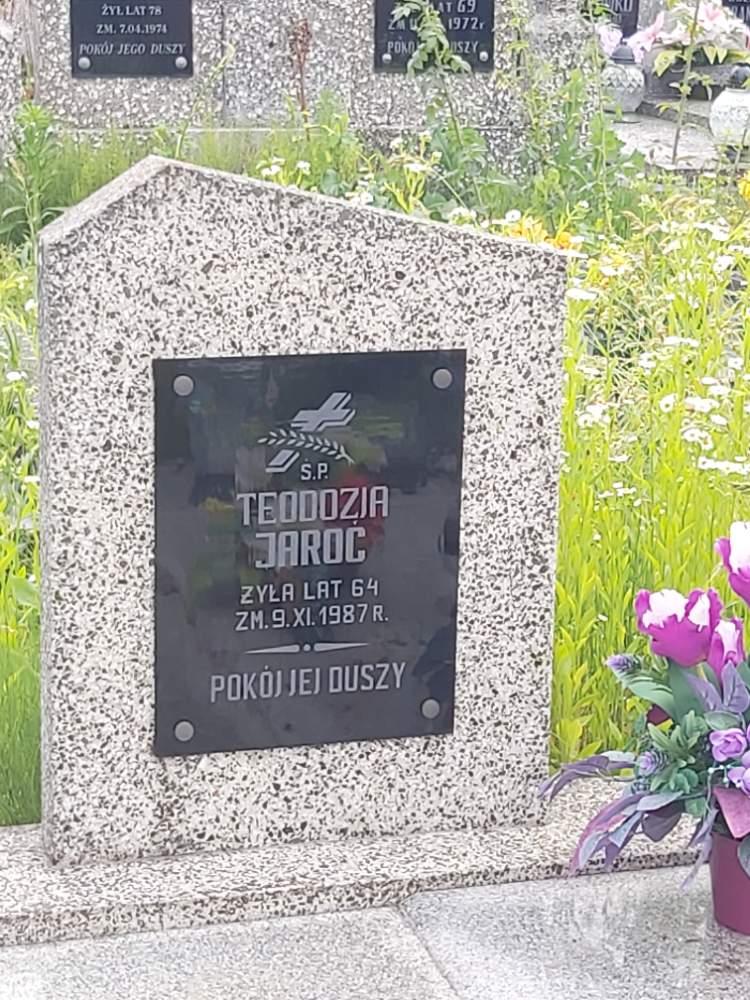 ŻYŁ LAT 78
ZM. 7.04.1974
POKÓJ JEGO DUSZY
LAT 69
1972 r
DUSZY
Ś.P.
TEODOZJA
JAROĆ
ŻYŁA LAT 64
ZM. 9.XI.1987 R.
POKÓJ JEJ DUSZY